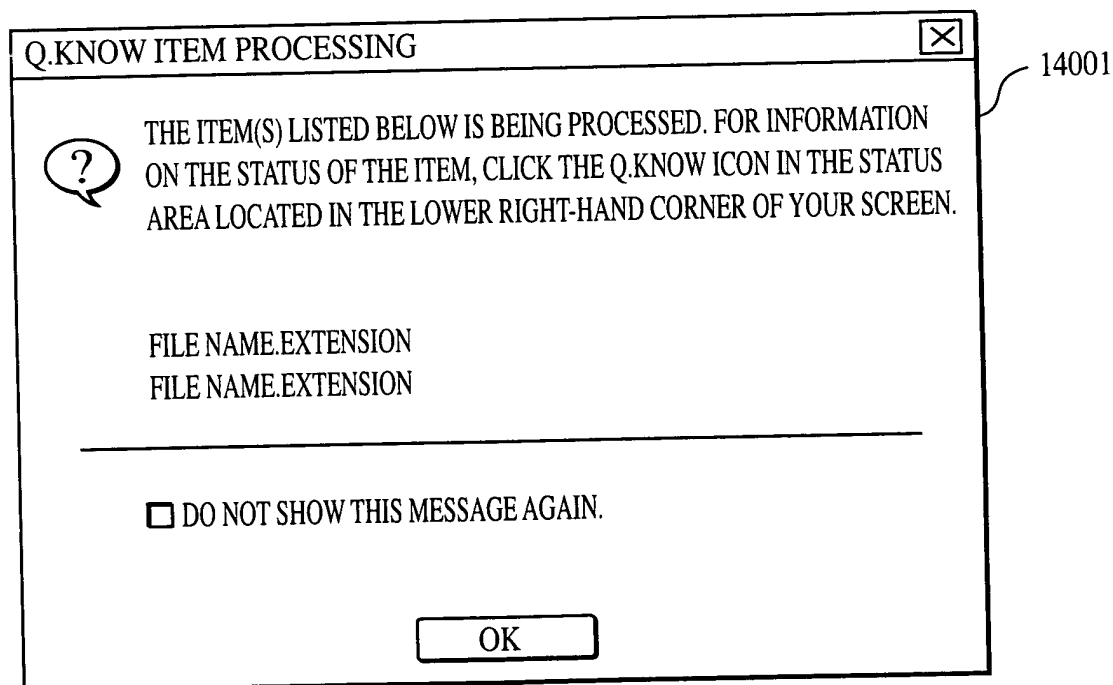 Q.KNOW ITEM PROCESSING
14001
THE ITEM(S) LISTED BELOW IS BEING PROCESSED. FOR INFORMATION
ON THE STATUS OF THE ITEM, CLICK THE Q.KNOW ICON IN THE STATUS
AREA LOCATED IN THE LOWER RIGHT-HAND CORNER OF YOUR SCREEN.
?
FILE NAME.EXTENSION
FILE NAME.EXTENSION
DO NOT SHOW THIS MESSAGE AGAIN.
OK